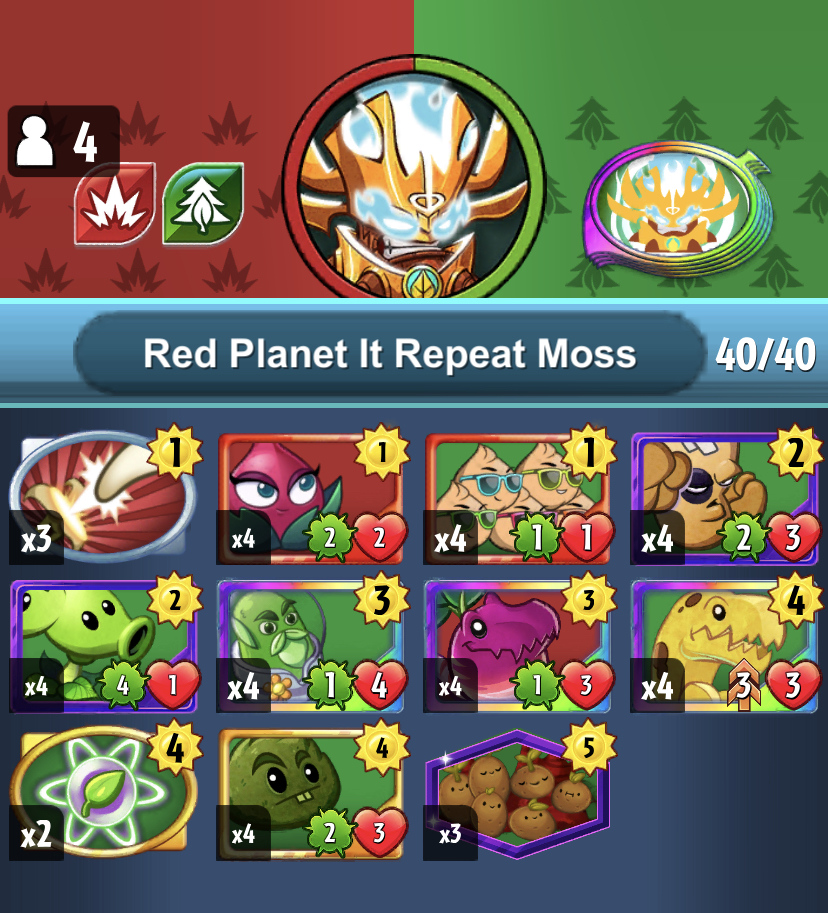 4
Red Planet It Repeat Moss 40/40
1 1 1 2
x3 x4 2 2 x4 1 1 x4 2 3
2 3 3 4
x4 4 1 x4 1 4 x4 1 3 x4 3 3
4 4 5
x2 x4 2 3 x3